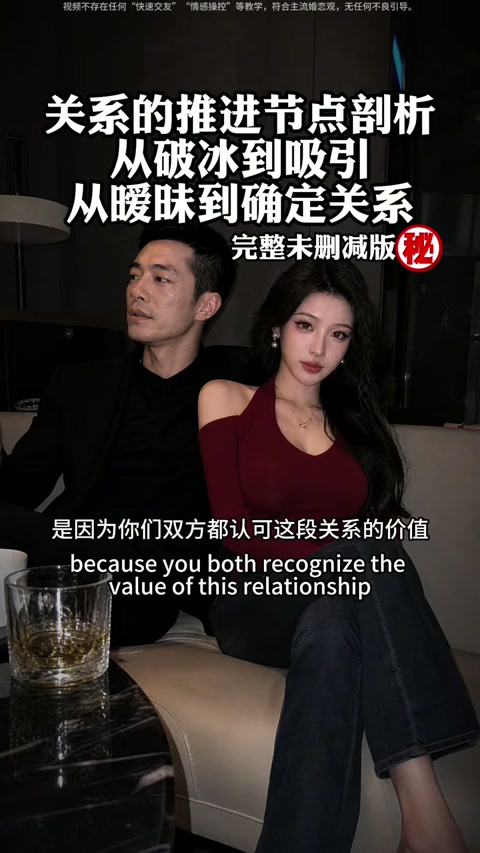 视频不存在任何“快速交友”“情感操控”等教学，符合主流婚恋观，无任何不良引导。
关系的推进节点剖析
从破冰到吸引
从暧昧到确定关系
完整未删减版 秘
是因为你们双方都认可这段关系的价值
because you both recognize the
value of this relationship